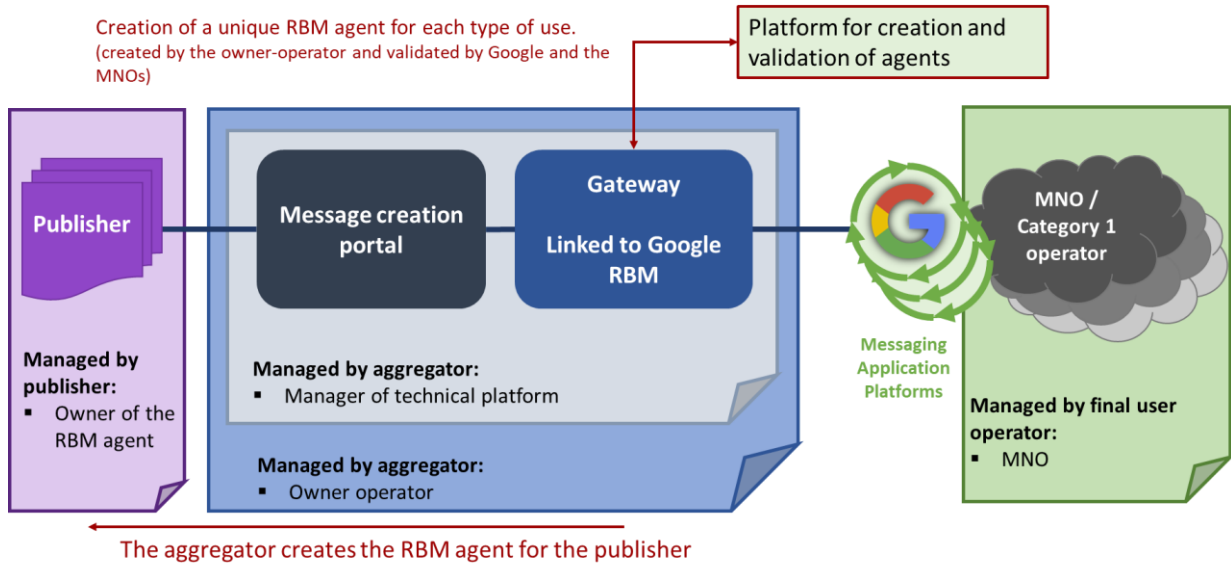 Creation of a unique RBM agent for each type of use.
(created by the owner-operator and validated by Google and the
MNOs)
Platform for creation and
validation of agents
Publisher
Message creation
portal
Gateway
Linked to Google
RBM
G
MNO /
Category 1
operator
Managed by
publisher:
▪ Owner of the
RBM agent
Managed by aggregator:
▪ Manager of technical platform
Managed by aggregator:
▪ Owner operator
Messaging
Application
Platforms
Managed by final user
operator:
▪ MNO
The aggregator creates the RBM agent for the publisher